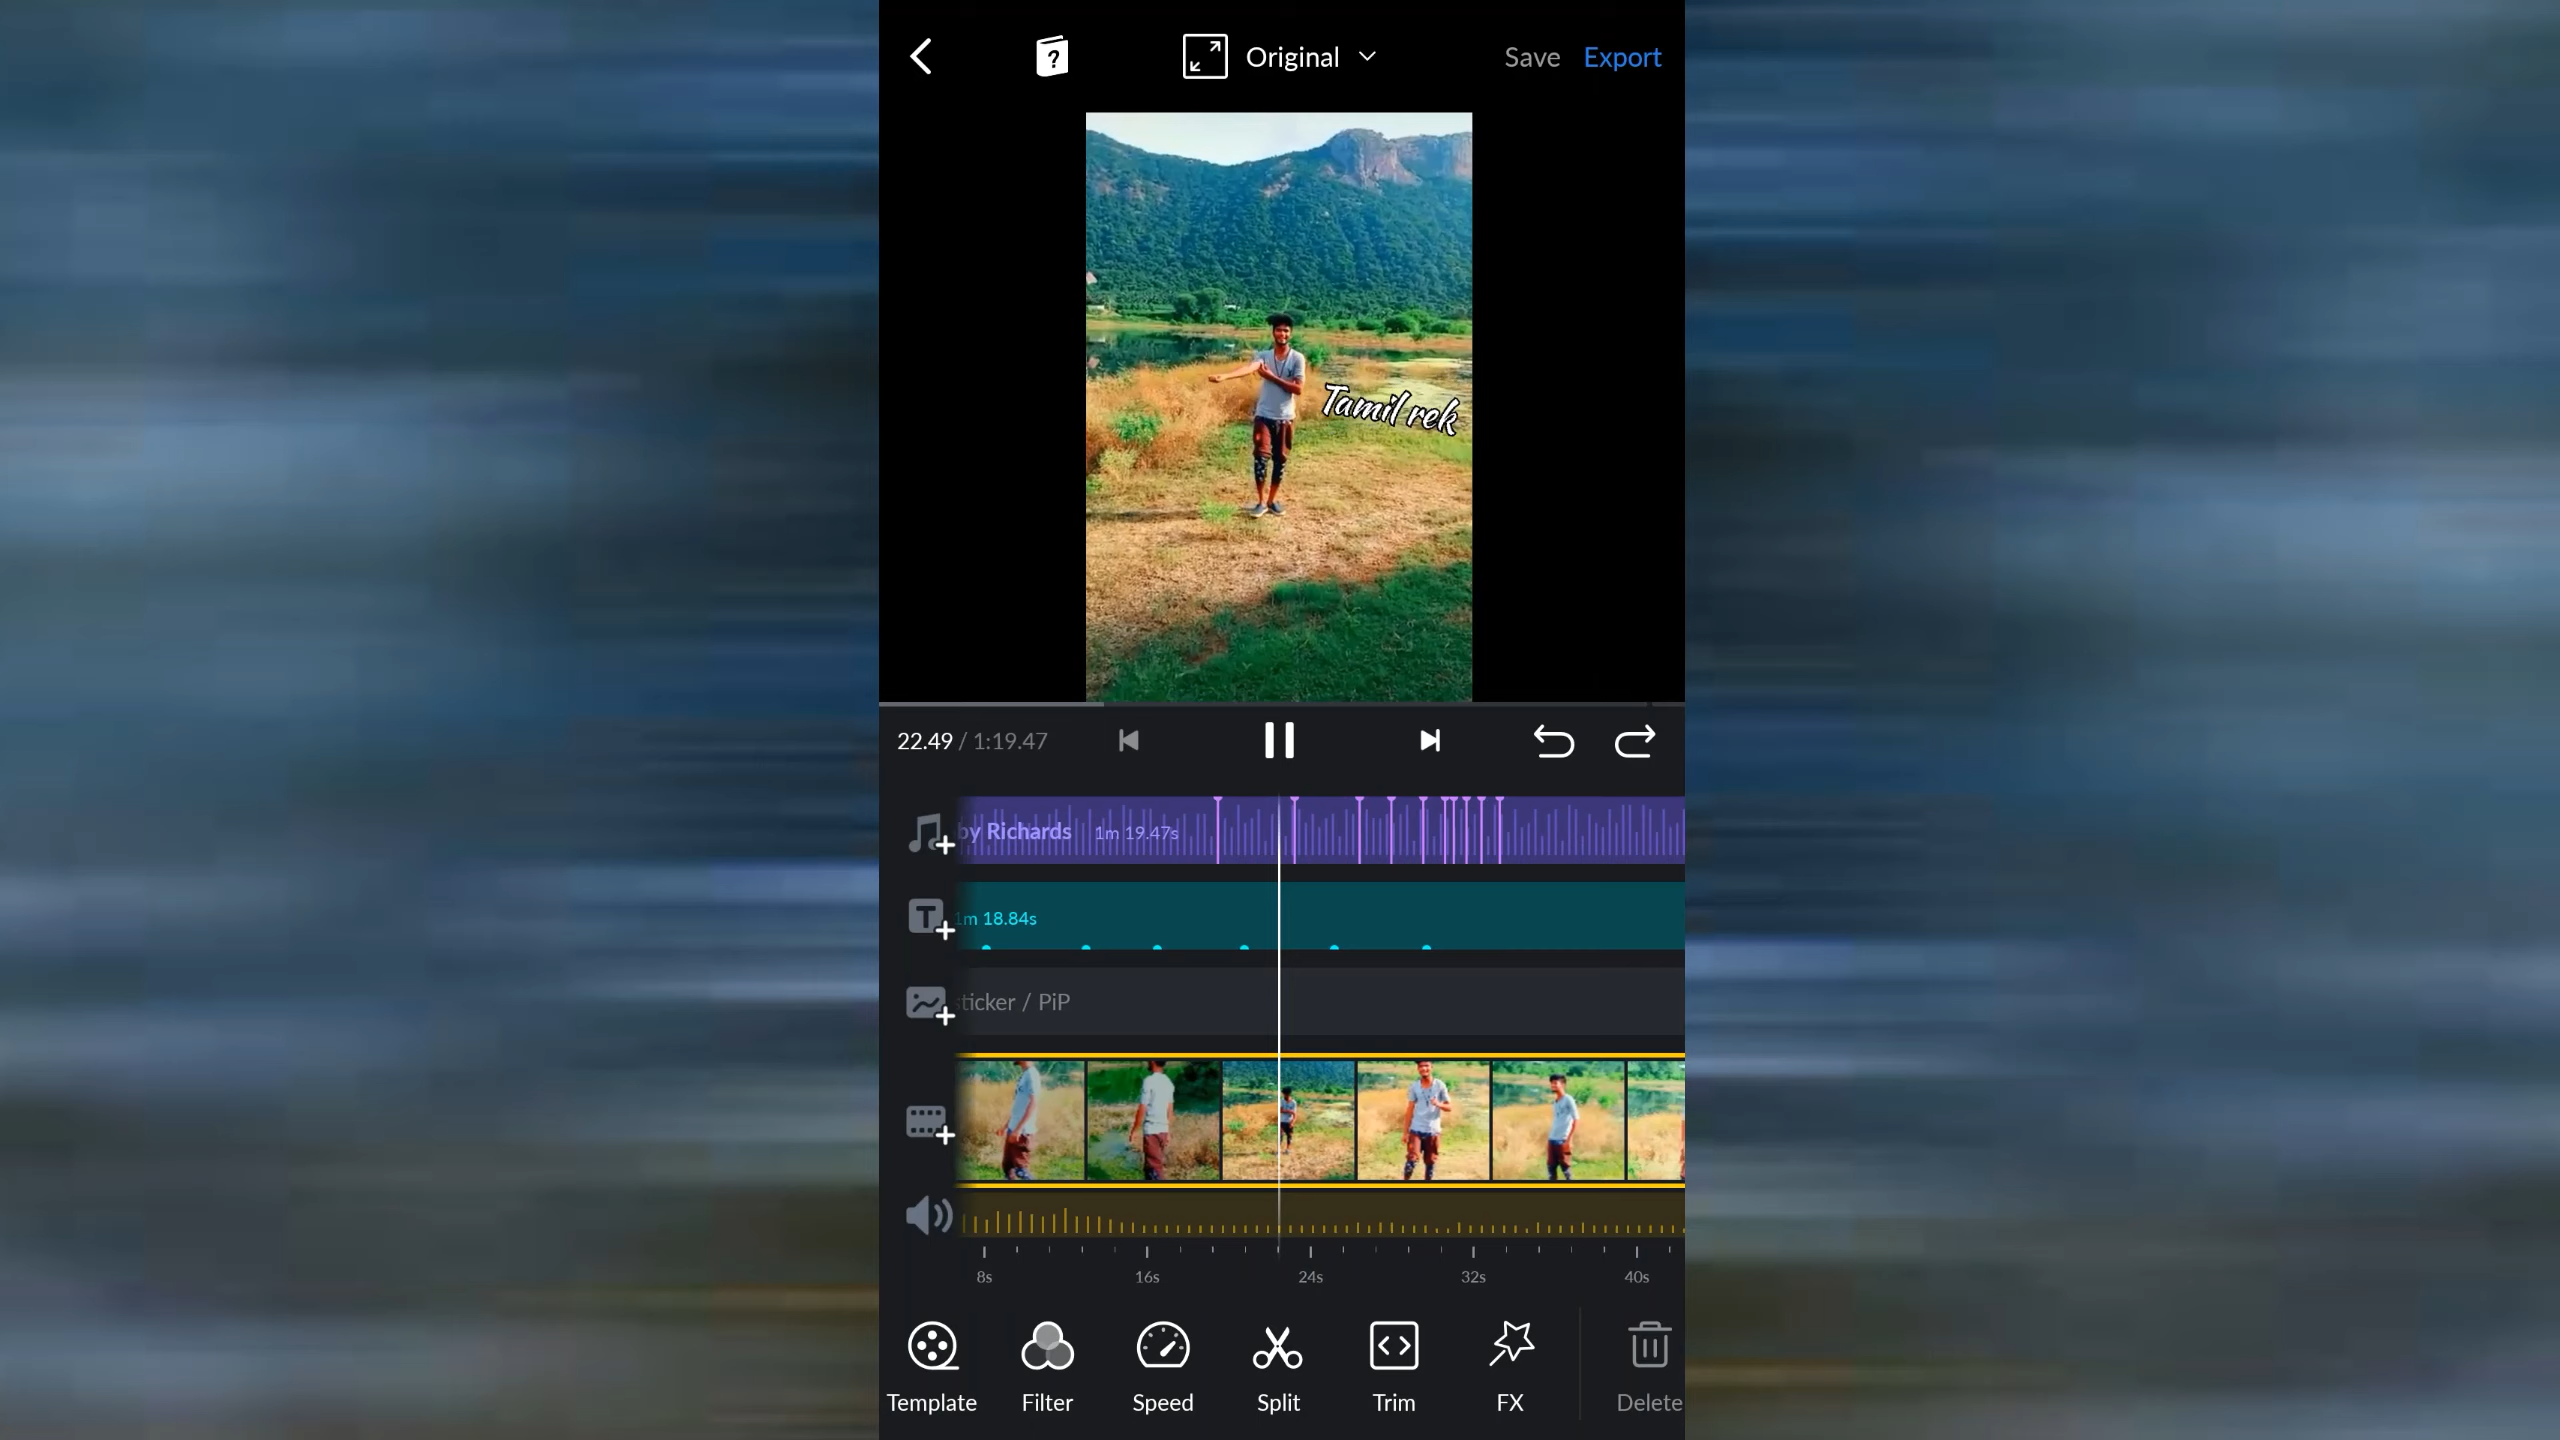 Original
Save Export
Tamil rek
22.49 / 1:19.47
by Richards 1m 19.47s
1m 18.84s
sticker / PiP
8s 16s 24s 32s 40s
Template Filter Speed Split Trim FX Delete